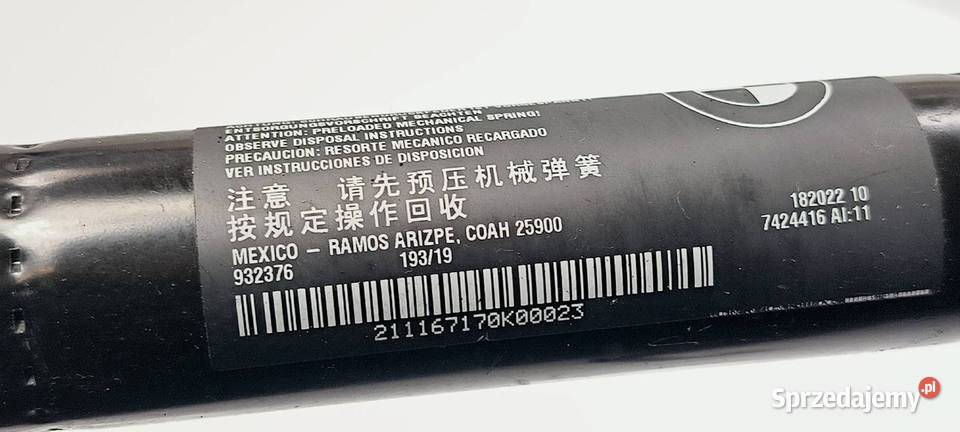 ENTSORGUNGSVORSCHRIFT BEACHTEN
ATTENTION: PRELOADED MECHANICAL SPRING!
OBSERVE DISPOSAL INSTRUCTIONS
PRECAUCION: RESORTE MECANICO RECARGADO
VER INSTRUCCIONES DE DISPOSICION
注意 请先预压机械弹簧
按规定操作回收
MEXICO – RAMOS ARIZPE, COAH 25900
932376 193/19
211167170K00023
182022 10
7424416 AI:11
Sprzedajemy.pl